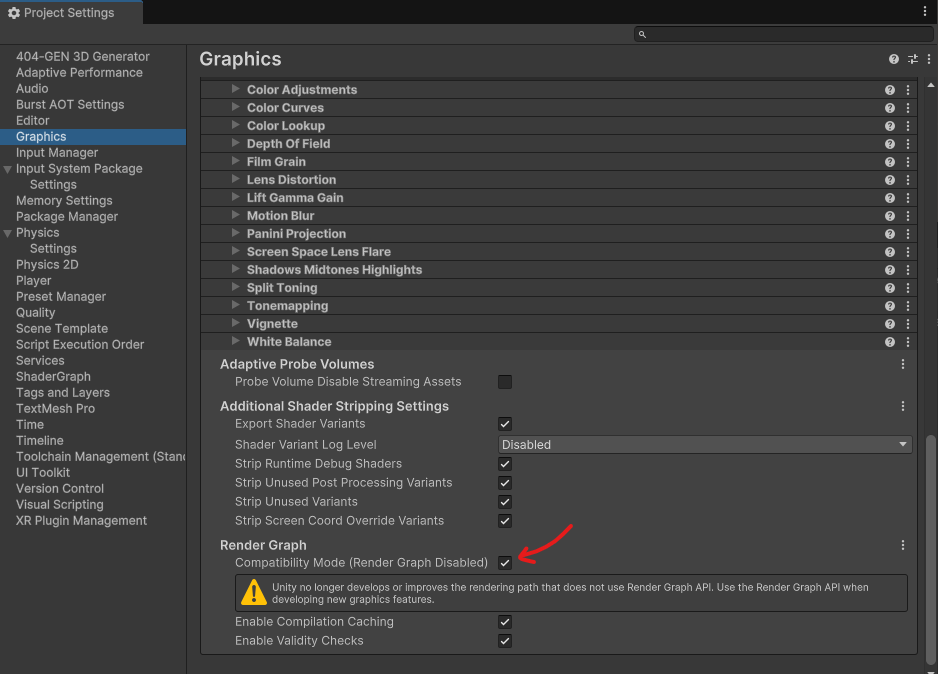 Project Settings
404-GEN 3D Generator
Adaptive Performance
Audio
Burst AOT Settings
Editor
Graphics
Input Manager
Input System Package
Settings
Memory Settings
Package Manager
Physics
Settings
Physics 2D
Player
Preset Manager
Quality
Scene Template
Script Execution Order
Services
ShaderGraph
Tags and Layers
TextMesh Pro
Time
Timeline
Toolchain Management (Stand
UI Toolkit
Version Control
Visual Scripting
XR Plugin Management
Graphics
Color Adjustments
Color Curves
Color Lookup
Depth Of Field
Film Grain
Lens Distortion
Lift Gamma Gain
Motion Blur
Panini Projection
Screen Space Lens Flare
Shadows Midtones Highlights
Split Toning
Tonemapping
Vignette
White Balance
Adaptive Probe Volumes
Probe Volume Disable Streaming Assets
Additional Shader Stripping Settings
Export Shader Variants
Shader Variant Log Level Disabled
Strip Runtime Debug Shaders
Strip Unused Post Processing Variants
Strip Unused Variants
Strip Screen Coord Override Variants
Render Graph
Compatibility Mode (Render Graph Disabled)
Unity no longer develops or improves the rendering path that does not use Render Graph API. Use the Render Graph API when
developing new graphics features.
Enable Compilation Caching
Enable Validity Checks